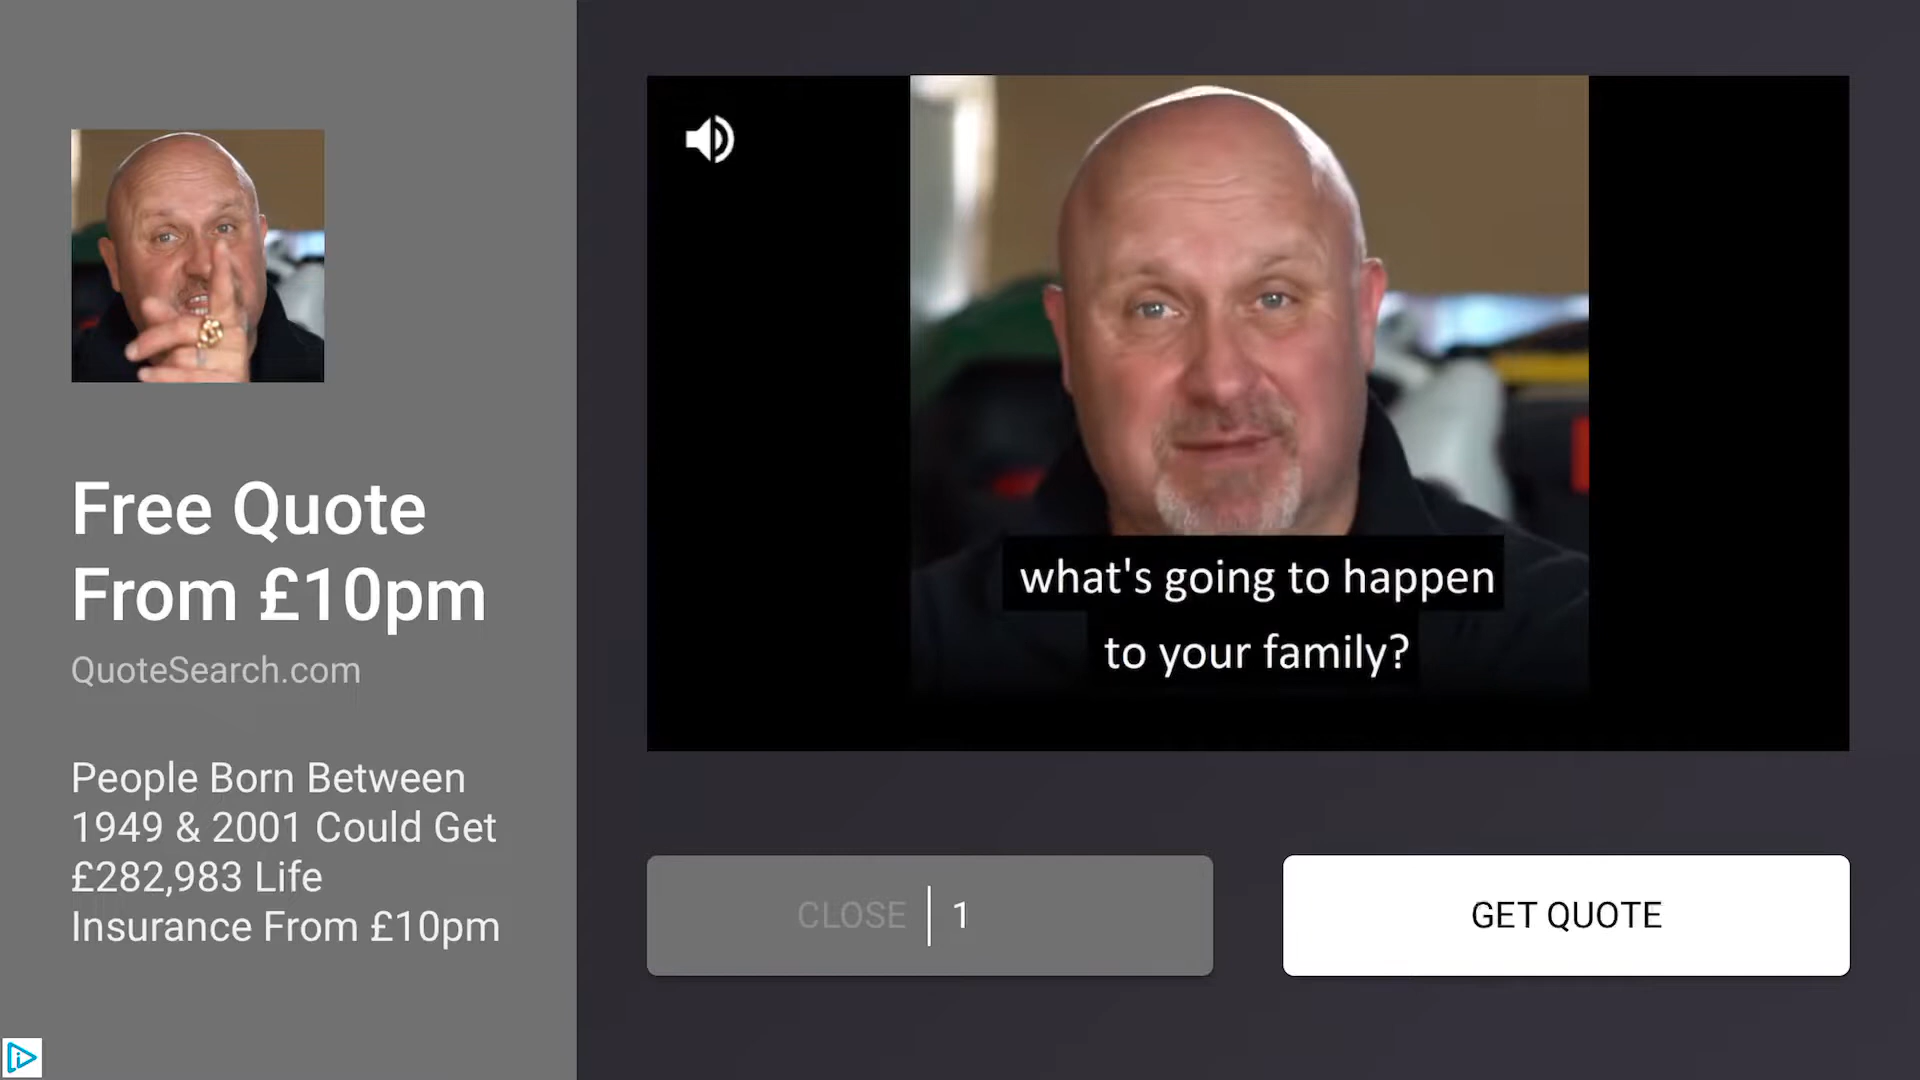 Free Quote
From £10pm
QuoteSearch.com
People Born Between
1949 & 2001 Could Get
£282,983 Life
Insurance From £10pm
what's going to happen
to your family?
CLOSE | 1
GET QUOTE